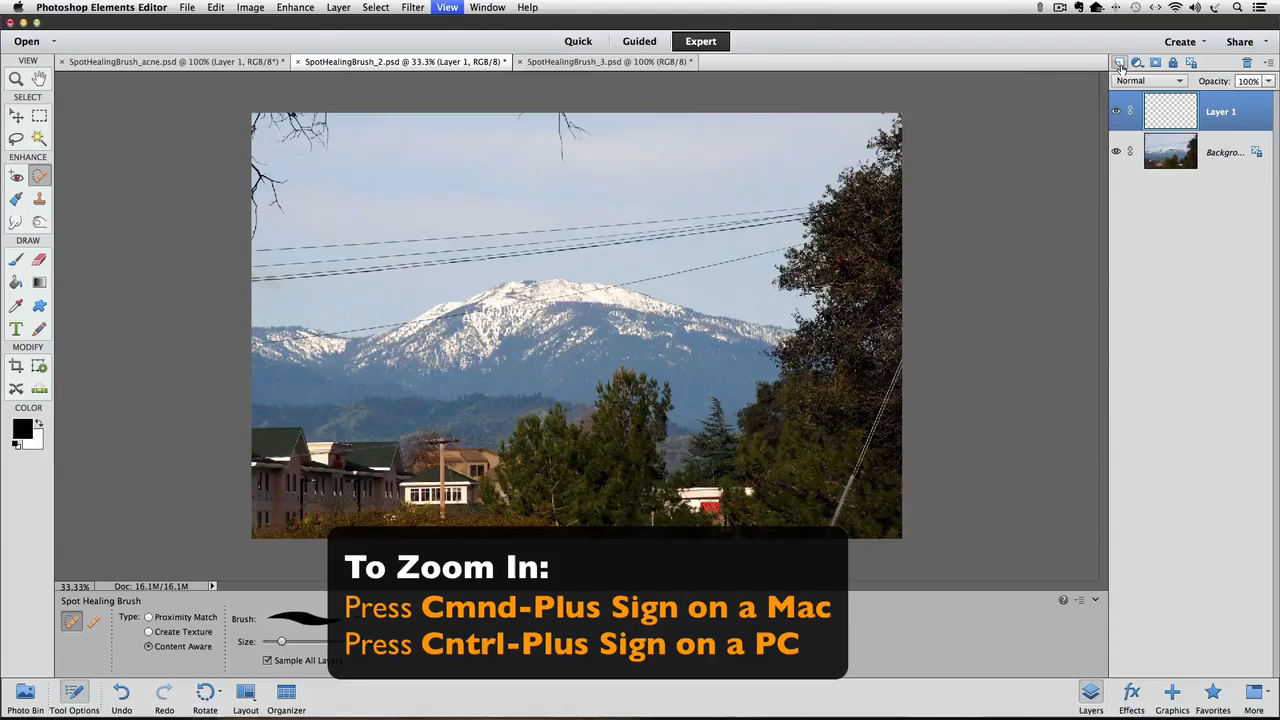 Photoshop Elements Editor File Edit Image Enhance Layer Select Filter View Window Help
Open Quick Guided Expert Create Share
VIEW
× SpotHealingBrush_acne.psd @ 100% (Layer 1, RGB/8*) * × SpotHealingBrush_2.psd @ 33.3% (Layer 1, RGB/8) * × SpotHealingBrush_3.psd @ 100% (RGB/8) *
Normal Opacity: 100%
SELECT
Layer 1
ENHANCE
Backgro...
DRAW
T
MODIFY
COLOR
To Zoom In:
Press Cmnd-Plus Sign on a Mac
Press Cntrl-Plus Sign on a PC
33.33% Doc: 16.1M/16.1M
Spot Healing Brush
Type: Proximity Match Brush:
Create Texture
Size:
Content Aware
Sample All Layers
Photo Bin Tool Options Undo Redo Rotate Layout Organizer Layers Effects Graphics Favorites More